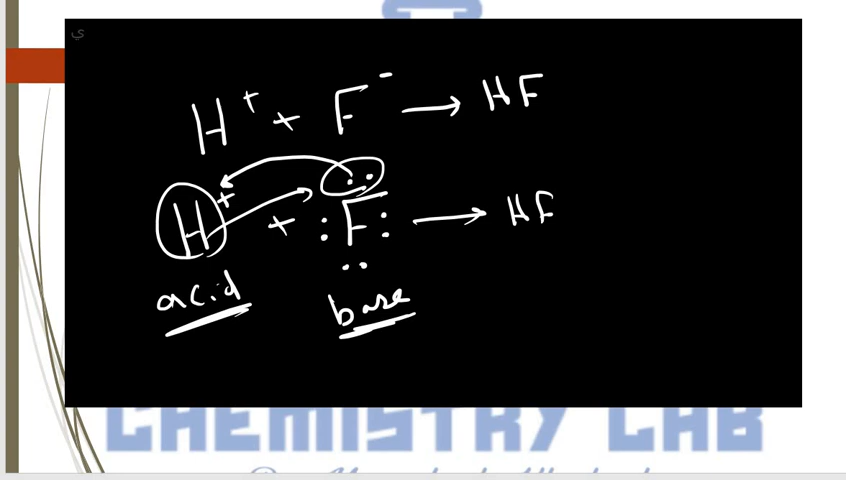 ي
H⁺ + F⁻ → HF
H⁺ + :F: → HF
acid base
CHEMISTRY LAB